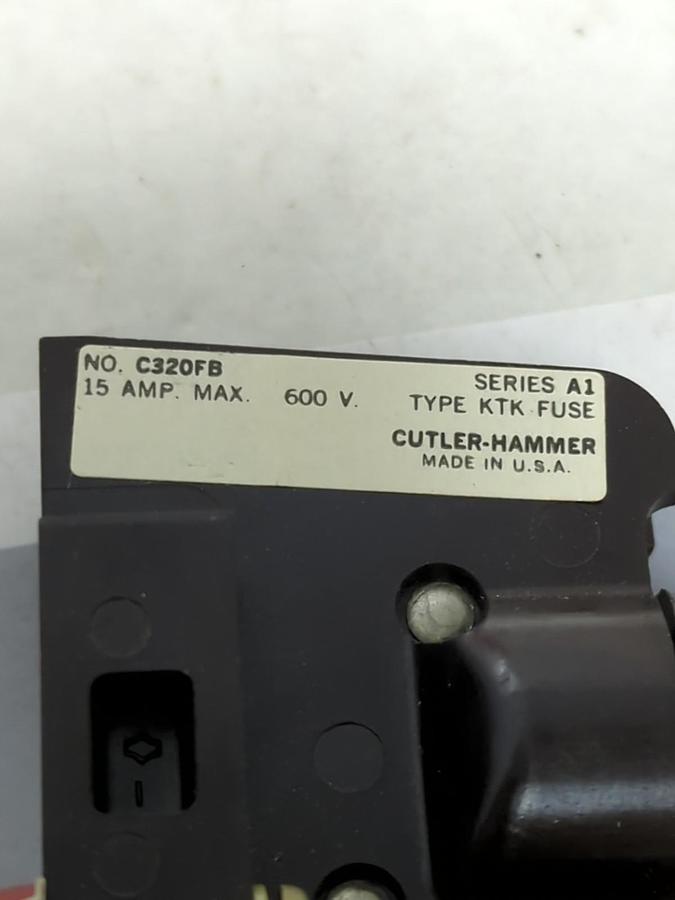 NO. C320FB
15 AMP. MAX. 600 V.
SERIES A1
TYPE KTK FUSE
CUTLER-HAMMER
MADE IN U.S.A.